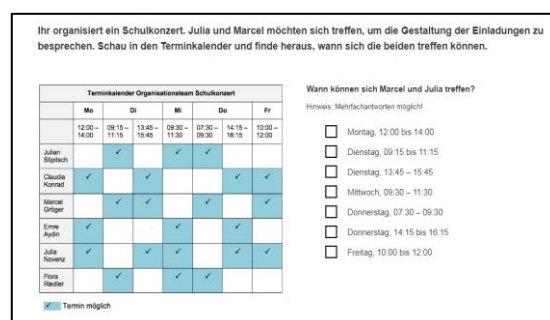 Ihr organisiert ein Schulkonzert. Julia und Marcel möchten sich treffen, um die Gestaltung der Einladungen zu
besprechen. Schau in den Terminkalender und finde heraus, wann sich die beiden treffen können.
Terminkalender Organisationsteam Schulkonzert
Mo Di Mi Do Fr
12:00 – 09:15 – 13:45 – 09:30 – 07:30 – 14:15 – 10:00 –
14:00 11:15 15:45 11:30 09:30 16:15 12:00
Julian
Stipitsch ✓ ✓ ✓
Claudia
Konrad ✓ ✓ ✓ ✓
Marcel
Gröger ✓ ✓ ✓ ✓
Emre
Aydin ✓ ✓ ✓
Julia
Novenz ✓ ✓ ✓ ✓ ✓
Flora
Riedler ✓ ✓ ✓
✓ Termin möglich
Wann können sich Marcel und Julia treffen?
Hinweis: Mehrfachantworten möglich!
Montag, 12:00 bis 14:00
Dienstag, 09:15 bis 11:15
Dienstag, 13:45 – 15:45
Mittwoch, 09:30 – 11:30
Donnerstag, 07:30 – 09:30
Donnerstag, 14:15 bis 16:15
Freitag, 10:00 bis 12:00